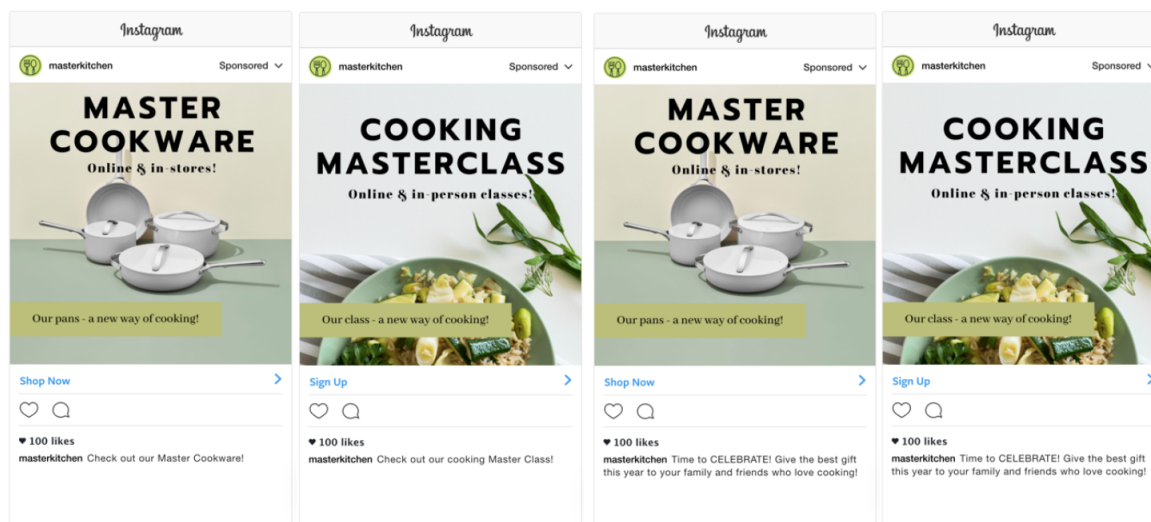 Instagram
masterkitchen Sponsored
MASTER
COOKWARE
Online & in-stores!
Our pans - a new way of cooking!
Shop Now
100 likes
masterkitchen Check out our Master Cookware!
Instagram
masterkitchen Sponsored
COOKING
MASTERCLASS
Online & in-person classes!
Our class - a new way of cooking!
Sign Up
100 likes
masterkitchen Check out our cooking Master Class!
Instagram
masterkitchen Sponsored
MASTER
COOKWARE
Online & in-stores!
Our pans - a new way of cooking!
Shop Now
100 likes
masterkitchen Time to CELEBRATE! Give the best gift
this year to your family and friends who love cooking!
Instagram
masterkitchen Sponsored
COOKING
MASTERCLASS
Online & in-person classes!
Our class - a new way of cooking!
Sign Up
100 likes
masterkitchen Time to CELEBRATE! Give the best gift
this year to your family and friends who love cooking!